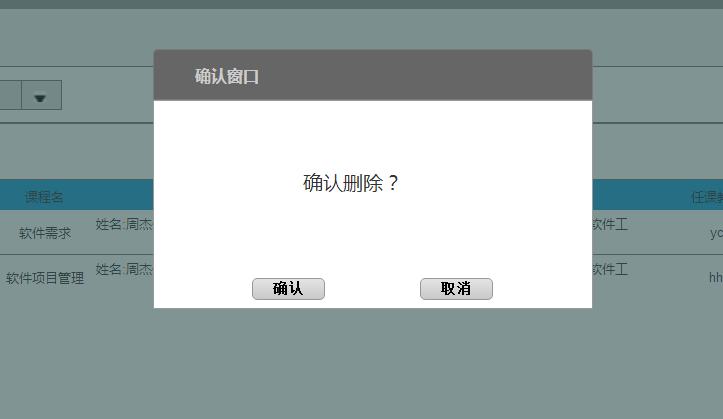 确认窗口
确认删除？
确认 取消
课程名 任课
软件需求 姓名:周杰 软件工 yc
软件项目管理 姓名:周杰 软件工 hh